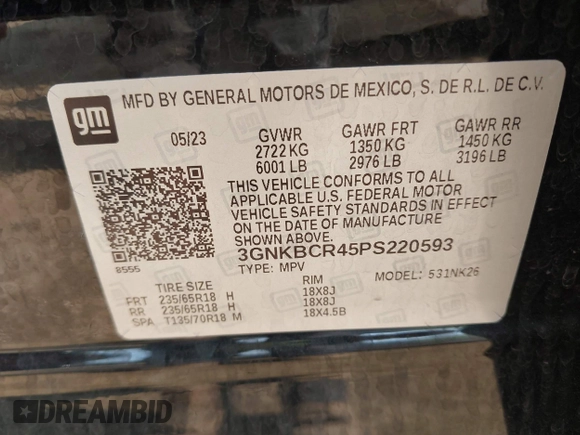 gm
MFD BY GENERAL MOTORS DE MEXICO, S. DE R.L. DE C.V.
05/23 GVWR GAWR FRT GAWR RR
2722 KG 1350 KG 1450 KG
6001 LB 2976 LB 3196 LB
THIS VEHICLE CONFORMS TO ALL
APPLICABLE U.S. FEDERAL MOTOR
VEHICLE SAFETY STANDARDS IN EFFECT
ON THE DATE OF MANUFACTURE
SHOWN ABOVE.
3GNKBCR45PS220593
8555 TYPE: MPV MODEL: 531NK26
TIRE SIZE RIM
FRT 235/65R18 H 18X8J
RR 235/65R18 H 18X8J
SPA T135/70R18 M 18X4.5B
DREAMBID